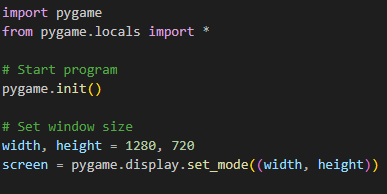 import pygame
from pygame.locals import *
# Start program
pygame.init()
# Set window size
width, height = 1280, 720
screen = pygame.display.set_mode((width, height))